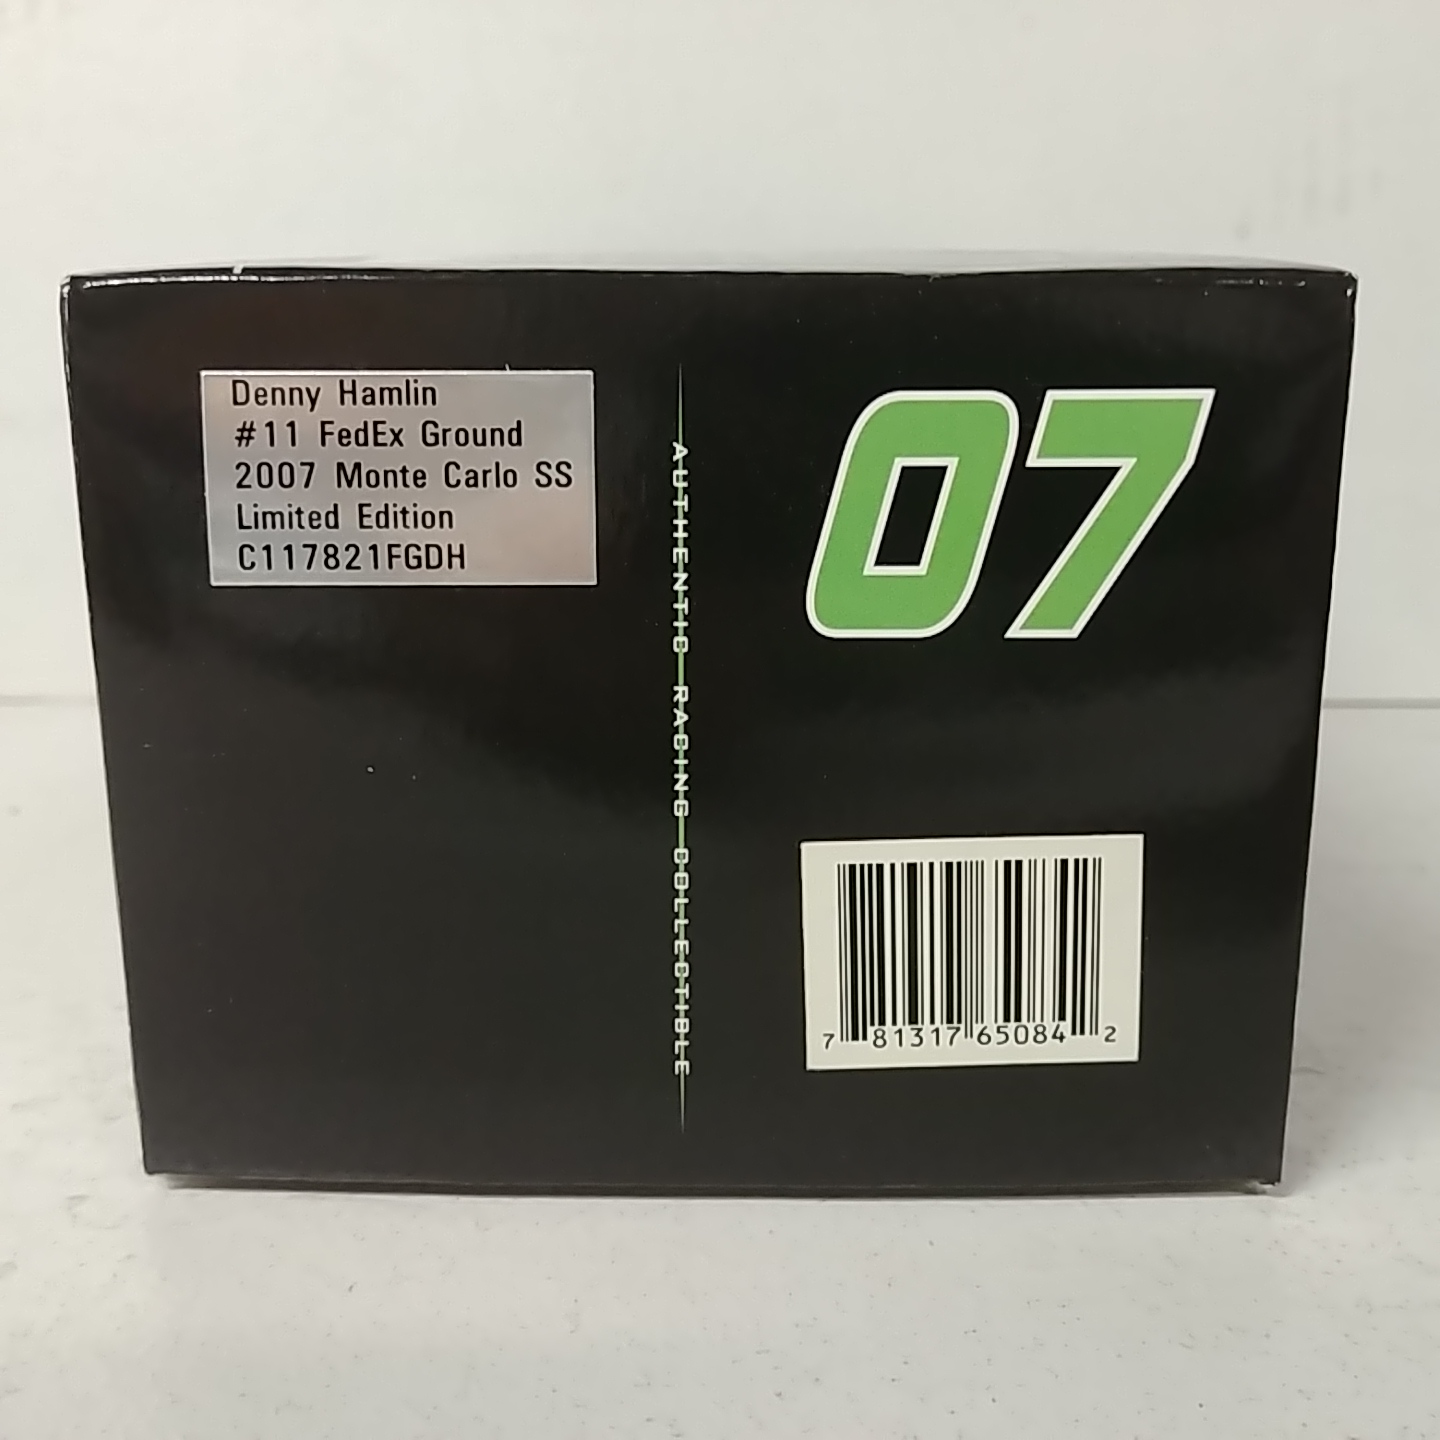 Denny Hamlin
#11 FedEx Ground
2007 Monte Carlo SS
Limited Edition
C117821FGDH
AUTHENTIC RACING COLLECTIBLE
07
7 81317 65084 2